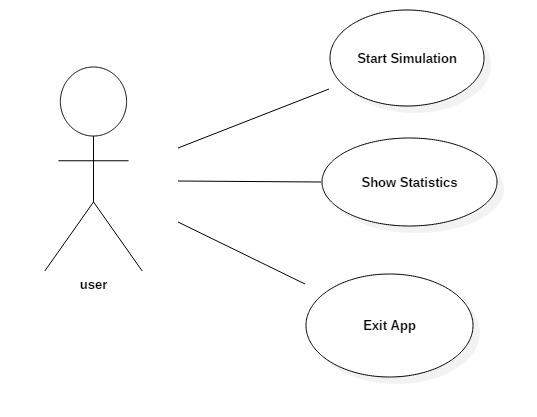 Start Simulation
Show Statistics
user
Exit App